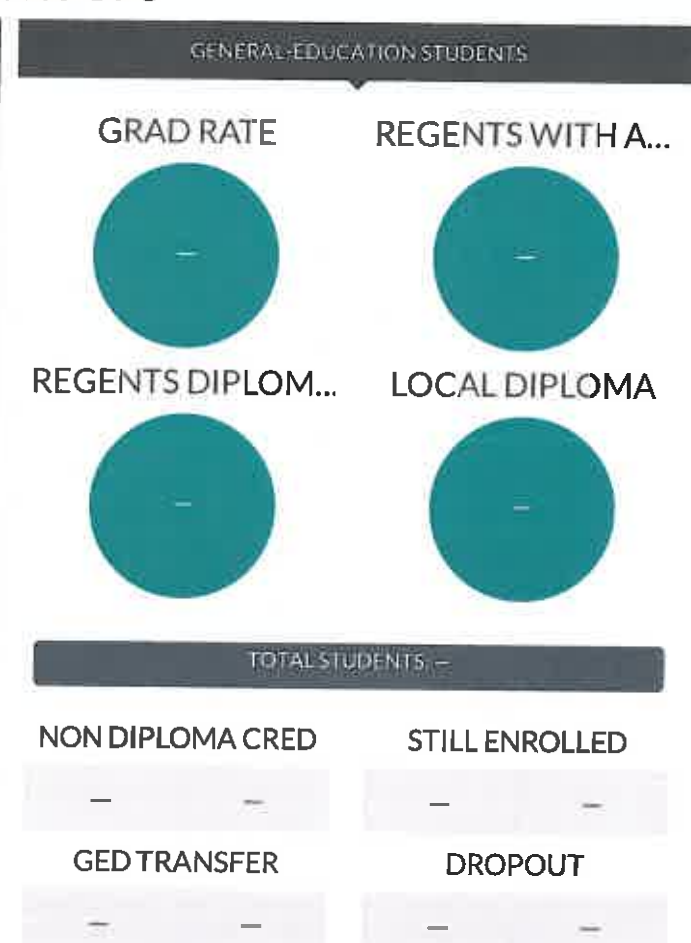 GENERAL-EDUCATION STUDENTS
GRAD RATE
REGENTS WITH A...
—
—
REGENTS DIPLOM...
LOCAL DIPLOMA
—
—
TOTAL STUDENTS: —
NON DIPLOMA CRED
STILL ENROLLED
— —
— —
GED TRANSFER
DROPOUT
— —
— —